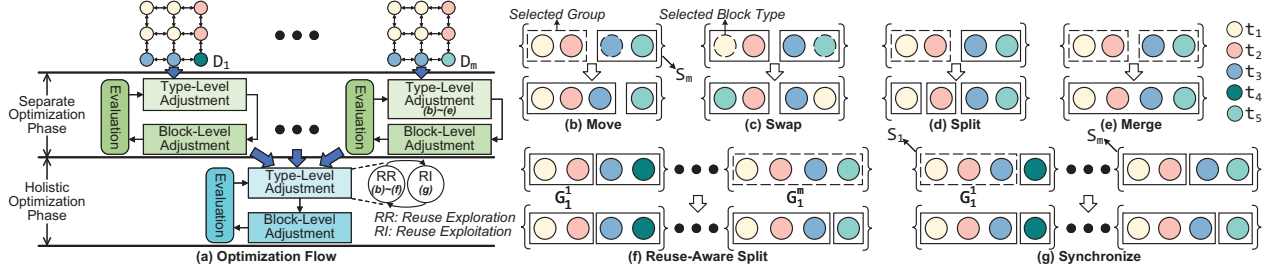 D₁
Dₘ
Separate
Optimization
Phase
Evaluation
Type-Level
Adjustment
Block-Level
Adjustment
Evaluation
Type-Level
Adjustment
(b)~(e)
Block-Level
Adjustment
Holistic
Optimization
Phase
Evaluation
Type-Level
Adjustment
Block-Level
Adjustment
RR
(b)~(f)
RI
(g)
RR: Reuse Exploration
RI: Reuse Exploitation
(a) Optimization Flow
Selected Group
Sₘ
(b) Move
Selected Block Type
(c) Swap
(d) Split
(e) Merge
t₁
t₂
t₃
t₄
t₅
G₁¹
G₁ᵐ
(f) Reuse-Aware Split
S₁
Sₘ
G₁¹
(g) Synchronize